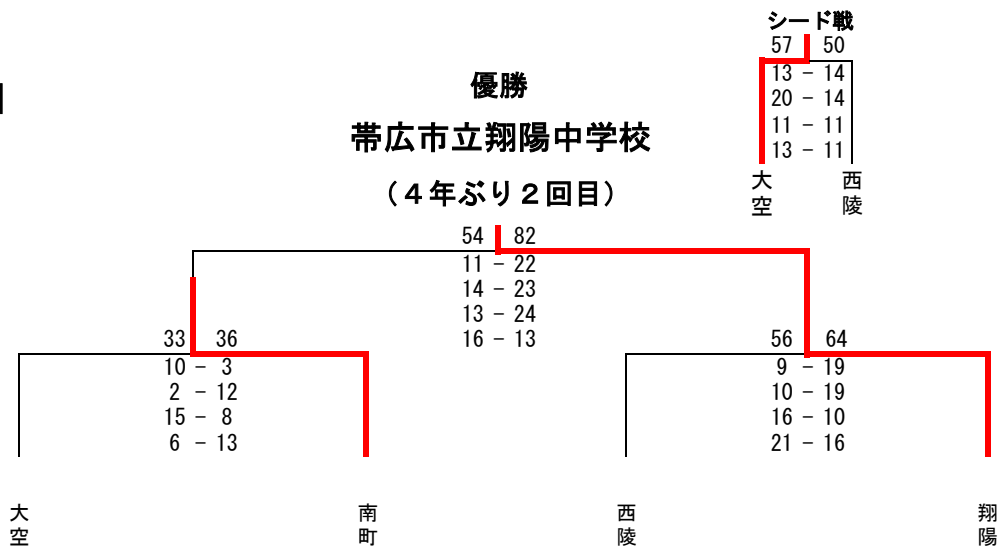 シード戦
57 50
13 － 14
20 － 14
11 － 11
13 － 11
大空 西陵
優勝
帯広市立翔陽中学校
（４年ぶり２回目）
54 82
11 － 22
14 － 23
13 － 24
16 － 13
33 36
10 － 3
2 － 12
15 － 8
6 － 13
56 64
9 － 19
10 － 19
16 － 10
21 － 16
大空 南町 西陵 翔陽